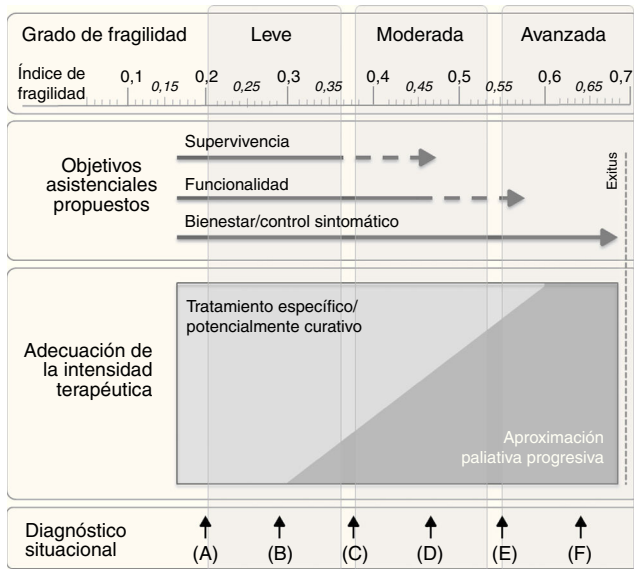 Grado de fragilidad
Leve
Moderada
Avanzada
Índice de
fragilidad
0,1 0,15 0,2 0,25 0,3 0,35 0,4 0,45 0,5 0,55 0,6 0,65 0,7
Objetivos
asistenciales
propuestos
Supervivencia
Funcionalidad
Bienestar/control sintomático
Exitus
Adecuación de
la intensidad
terapéutica
Tratamiento específico/
potencialmente curativo
Aproximación
paliativa progresiva
Diagnóstico
situacional
(A) (B) (C) (D) (E) (F)